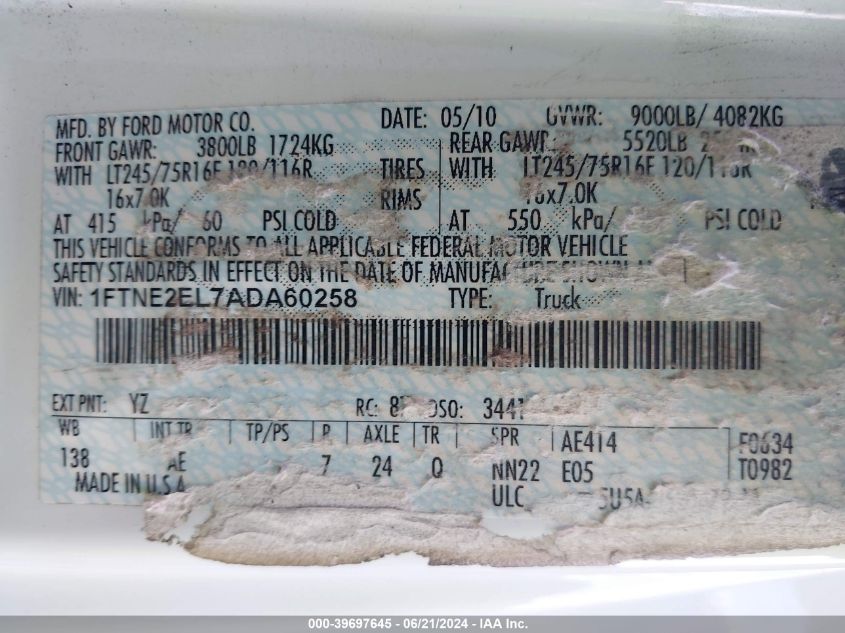 MFD. BY FORD MOTOR CO. DATE: 05/10 GVWR: 9000LB/ 4082KG
FRONT GAWR: 3800LB 1724KG REAR GAWR: 5520LB
WITH LT245/75R16E TIRES WITH LT245/75R16E
16x7.0K RIMS 16x7.0K
AT 415 kPa/ 60 PSI COLD AT 550 kPa/ PSI COLD
THIS VEHICLE CONFORMS TO ALL APPLICABLE FEDERAL MOTOR VEHICLE
SAFETY STANDARDS IN EFFECT ON THE DATE OF MANUFACTURE SHOWN
VIN: 1FTNE2EL7ADA60258 TYPE: Truck
EXT PNT: YZ RC: DSO: 3441
WB INT TR TP/PS R AXLE TR SPR AE414 F0634
138 AE 7 24 Q NN22 E05 T0982
MADE IN U.S.A ULC
000-39697645 - 06/21/2024 - IAA Inc.